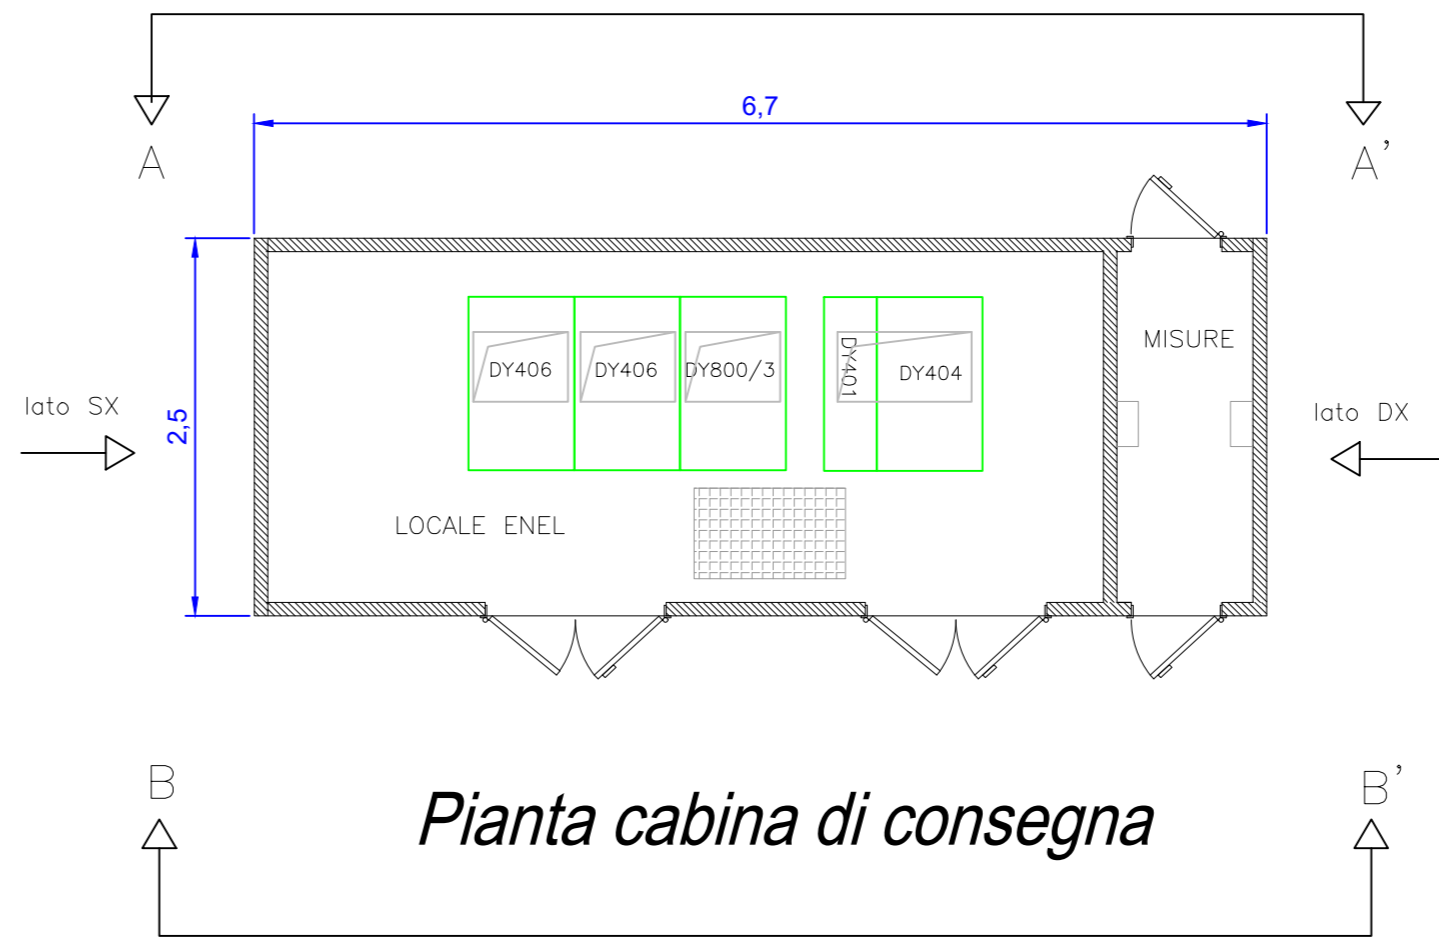 6,7
A
A'
MISURE
DY406
DY406
DY800/3
DY401
DY404
lato SX
2,5
lato DX
LOCALE ENEL
B
B'
Pianta cabina di consegna